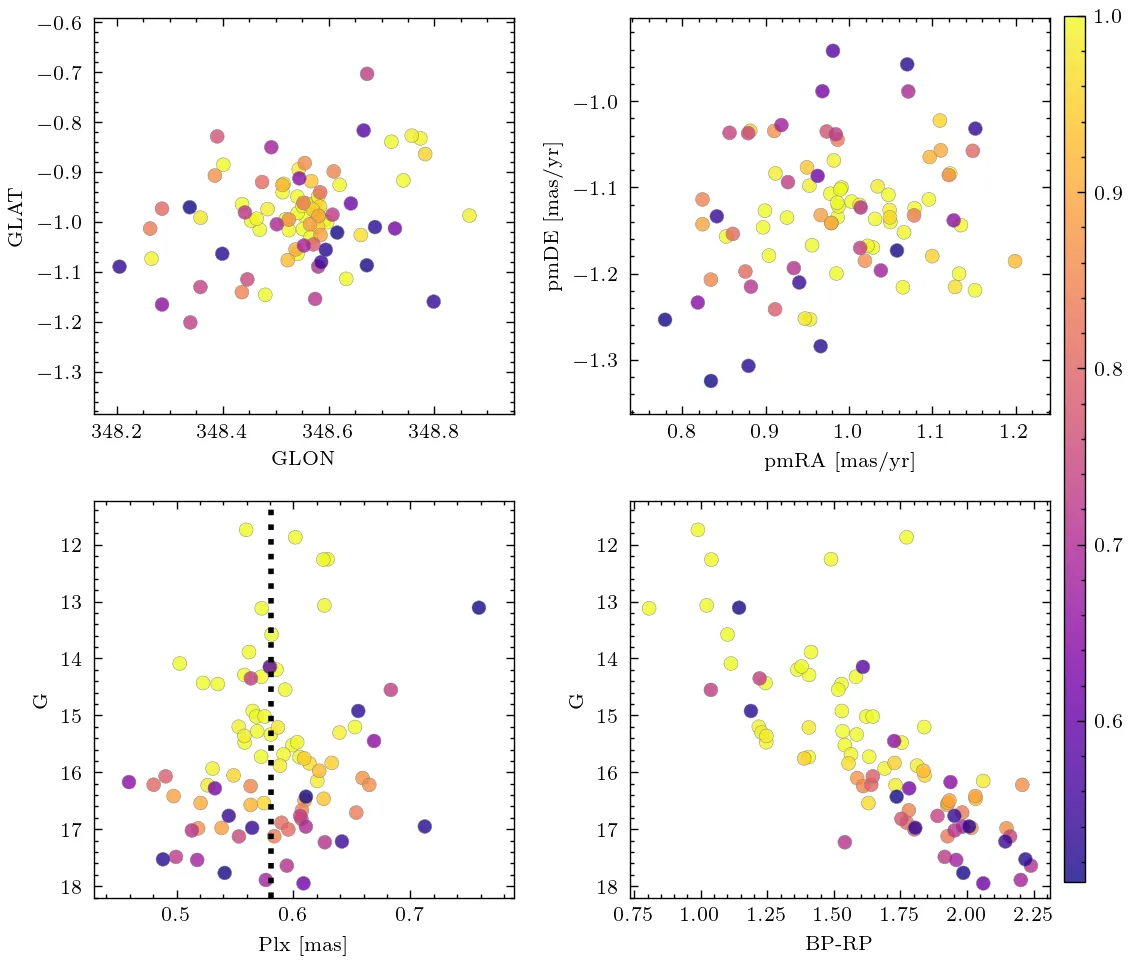 −0.6
−0.7
−0.8
−0.9
−1.0
−1.1
−1.2
−1.3
GLAT
348.2 348.4 348.6 348.8
GLON
−1.0
−1.1
−1.2
−1.3
pmDE [mas/yr]
0.8 0.9 1.0 1.1 1.2
pmRA [mas/yr]
12
13
14
15
16
17
18
G
0.5 0.6 0.7
Plx [mas]
12
13
14
15
16
17
18
G
0.75 1.00 1.25 1.50 1.75 2.00 2.25
BP-RP
1.0
0.9
0.8
0.7
0.6